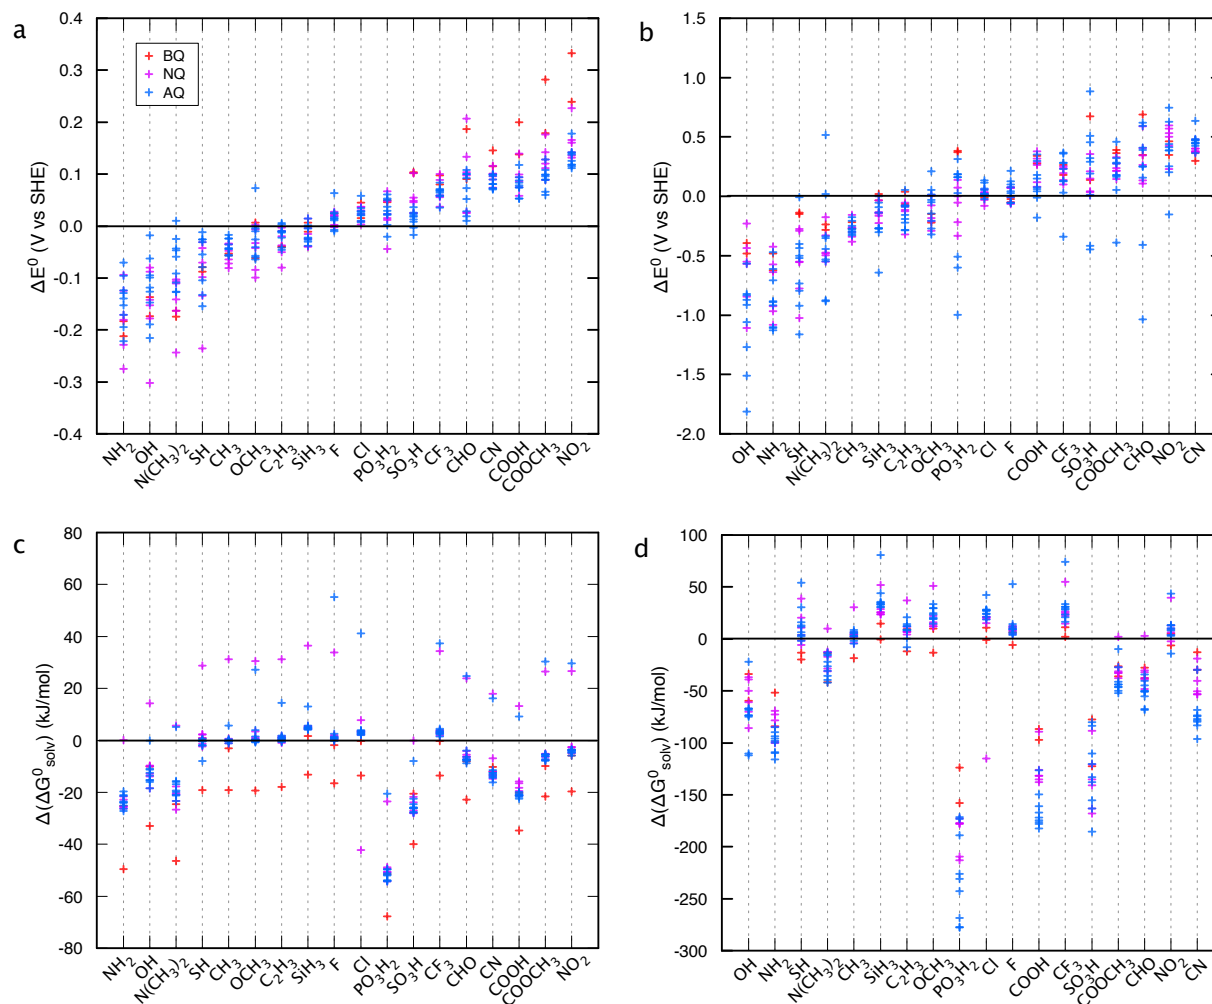 a
ΔE⁰ (V vs SHE)
0.4
0.3
0.2
0.1
0.0
-0.1
-0.2
-0.3
-0.4
BQ
NQ
AQ
NH₂
OH
N(CH₃)₂
SH
CH₃
OCH₃
C₂H₃
SiH₃
F
Cl
PO₃H₂
SO₃H
CF₃
CHO
CN
COOH
COOCH₃
NO₂
b
ΔE⁰ (V vs SHE)
1.5
1.0
0.5
0.0
-0.5
-1.0
-1.5
-2.0
OH
NH₂
SH
N(CH₃)₂
CH₃
SiH₃
C₂H₃
OCH₃
PO₃H₂
Cl
F
COOH
CF₃
SO₃H
COOCH₃
CHO
NO₂
CN
c
Δ(ΔG⁰solv) (kJ/mol)
80
60
40
20
0
-20
-40
-60
-80
NH₂
OH
N(CH₃)₂
SH
CH₃
OCH₃
C₂H₃
SiH₃
F
Cl
PO₃H₂
SO₃H
CF₃
CHO
CN
COOH
COOCH₃
NO₂
d
Δ(ΔG⁰solv) (kJ/mol)
100
50
0
-50
-100
-150
-200
-250
-300
OH
NH₂
SH
N(CH₃)₂
CH₃
SiH₃
C₂H₃
OCH₃
PO₃H₂
Cl
F
COOH
CF₃
SO₃H
COOCH₃
CHO
NO₂
CN